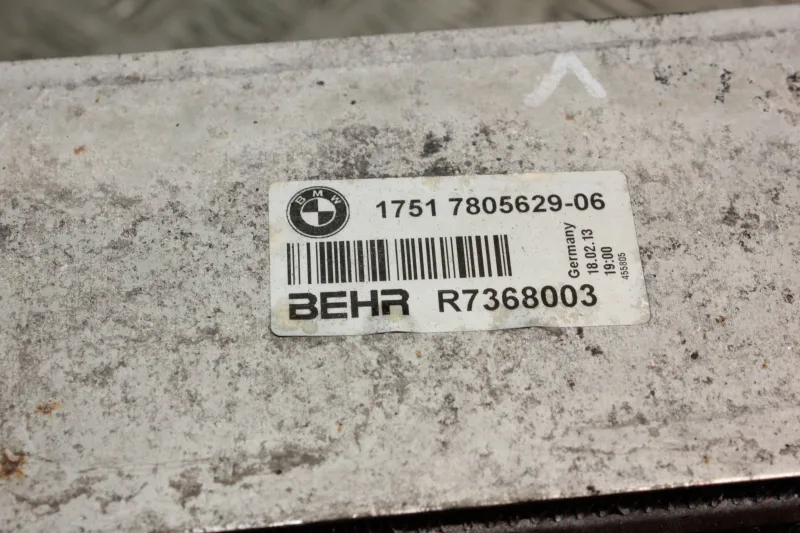 BMW
1751 7805629-06
BEHR R7368003
Germany
18.02.13
19:00
455805